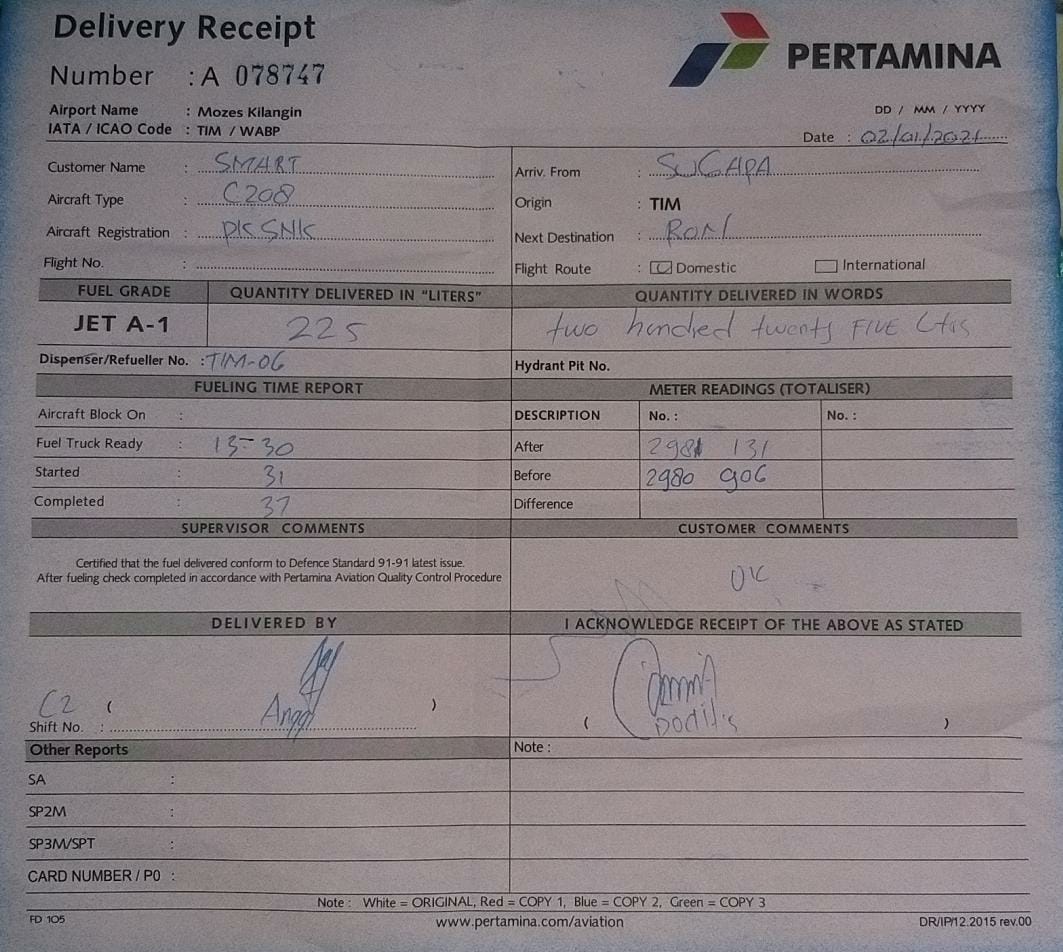 Delivery Receipt
PERTAMINA
Number : A 078747
Airport Name : Mozes Kilangin
IATA / ICAO Code : TIM / WABP
DD / MM / YYYY
Date : 02/01/2021
Customer Name : SMART
Arriv. From : SUGAPA
Aircraft Type : C208
Origin : TIM
Aircraft Registration : PK SNK
Next Destination :
Flight No. :
Flight Route : Domestic International
FUEL GRADE QUANTITY DELIVERED IN "LITERS" QUANTITY DELIVERED IN WORDS
JET A-1 225 two hundred twenty FIVE Ltrs
Dispenser/Refueller No. : TIM-06 Hydrant Pit No.
FUELING TIME REPORT METER READINGS (TOTALISER)
Aircraft Block On : DESCRIPTION No. : No. :
Fuel Truck Ready : 13-30 After 2981 131
Started : 31 Before 2980 906
Completed : 37 Difference
SUPERVISOR COMMENTS CUSTOMER COMMENTS
Certified that the fuel delivered conform to Defence Standard 91-91 latest issue.
After fueling check completed in accordance with Pertamina Aviation Quality Control Procedure
OK
DELIVERED BY I ACKNOWLEDGE RECEIPT OF THE ABOVE AS STATED
C2 ( )
Shift No. : ( )
Other Reports Note :
SA :
SP2M :
SP3M/SPT :
CARD NUMBER / P0 :
Note : White = ORIGINAL, Red = COPY 1, Blue = COPY 2, Green = COPY 3
FD 105 www.pertamina.com/aviation DR/IP/12.2015 rev.00